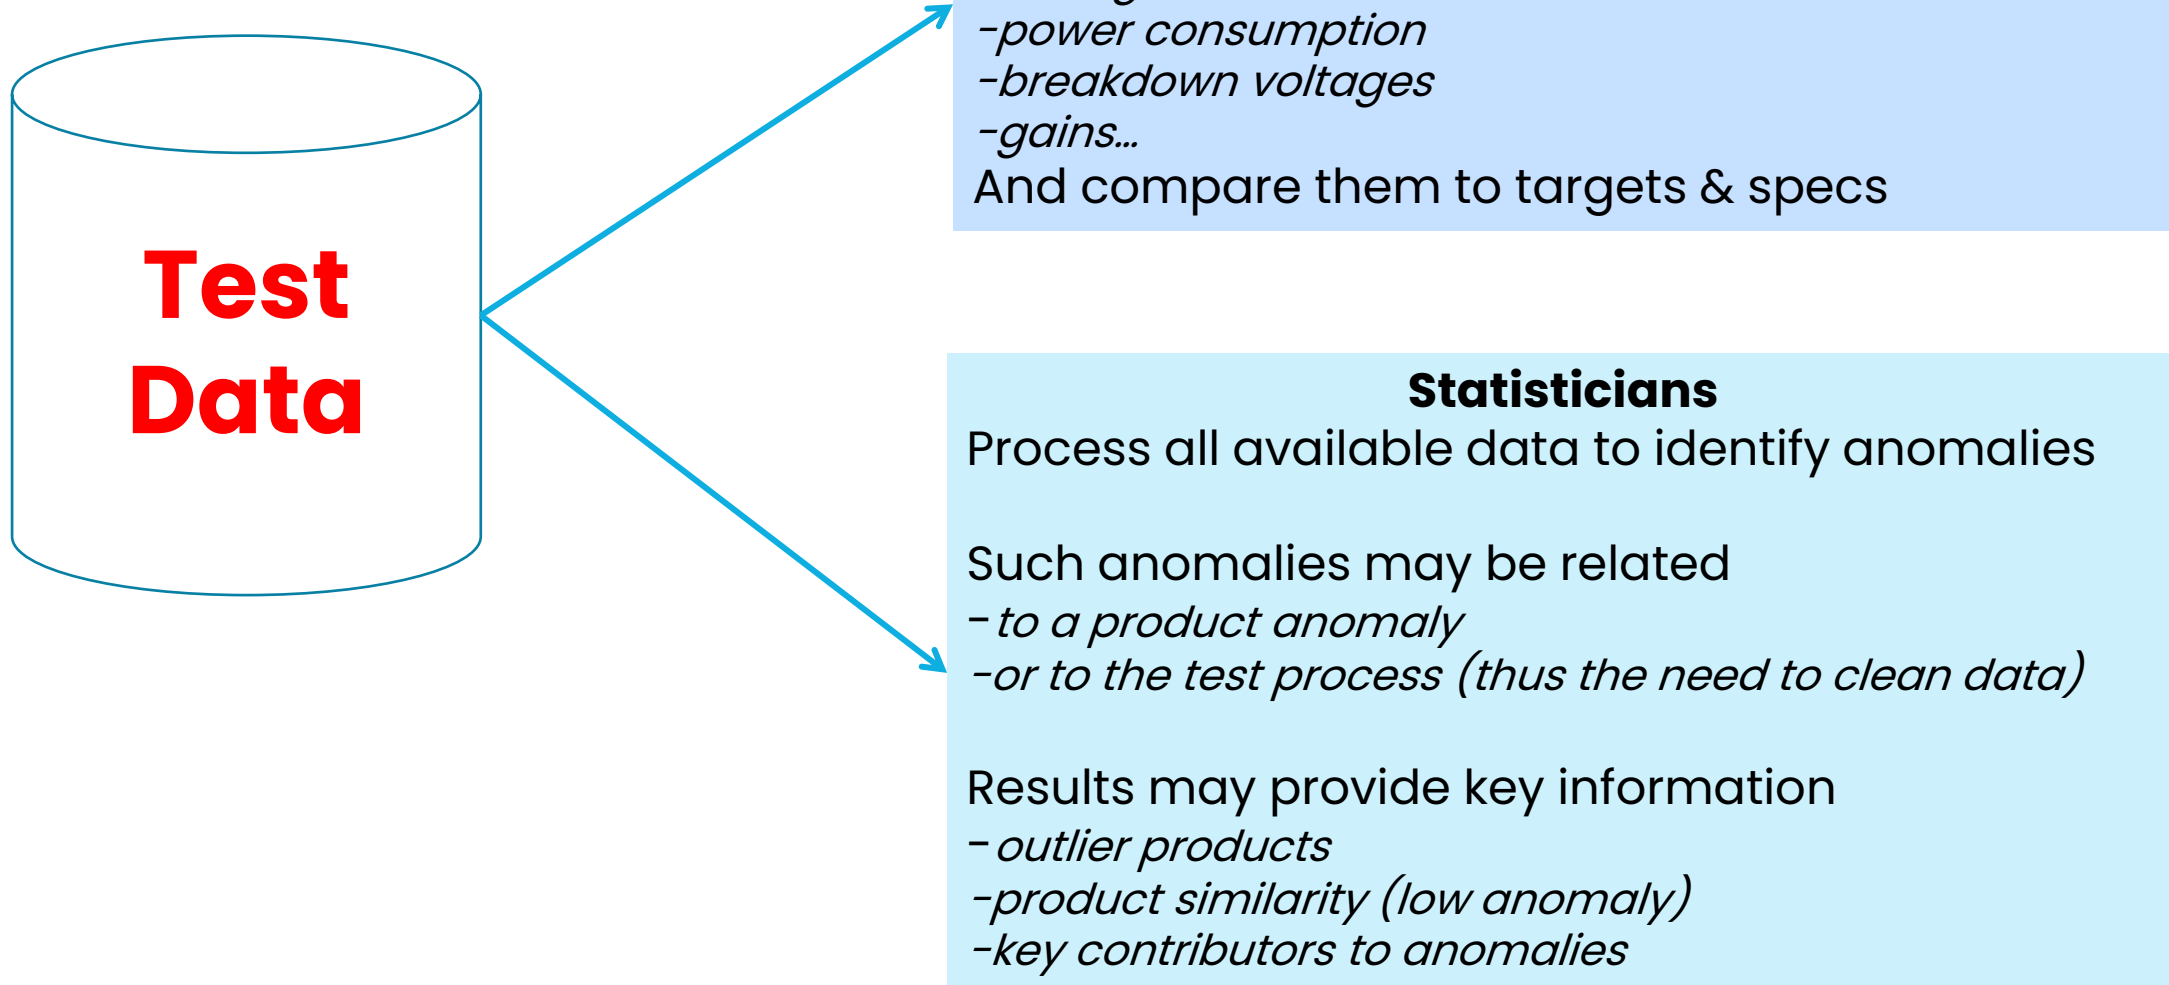 -power consumption
-breakdown voltages
-gains...
And compare them to targets & specs
Test
Data
Statisticians
Process all available data to identify anomalies
Such anomalies may be related
- to a product anomaly
-or to the test process (thus the need to clean data)
Results may provide key information
- outlier products
-product similarity (low anomaly)
-key contributors to anomalies